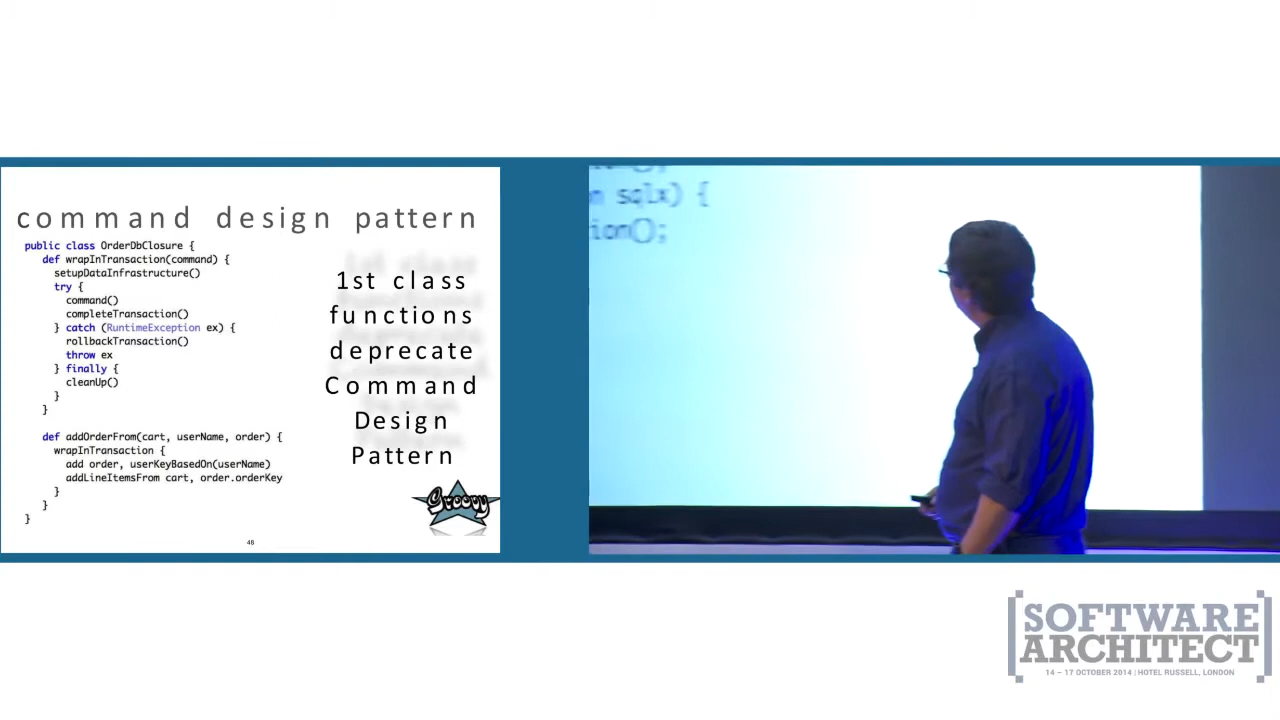 command design pattern
public class OrderDbClosure {
def wrapInTransaction(command) {
setupDataInfrastructure()
try {
command()
completeTransaction()
} catch (RuntimeException ex) {
rollbackTransaction()
throw ex
} finally {
cleanUp()
}
}
def addOrderFrom(cart, userName, order) {
wrapInTransaction {
add order, userKeyBasedOn(userName)
addLineItemsFrom cart, order.orderKey
}
}
}
1st class
functions
deprecate
Command
Design
Pattern
Groovy
48
sqlx) {
ion();
SOFTWARE
ARCHITECT
14 – 17 OCTOBER 2014 | HOTEL RUSSELL, LONDON